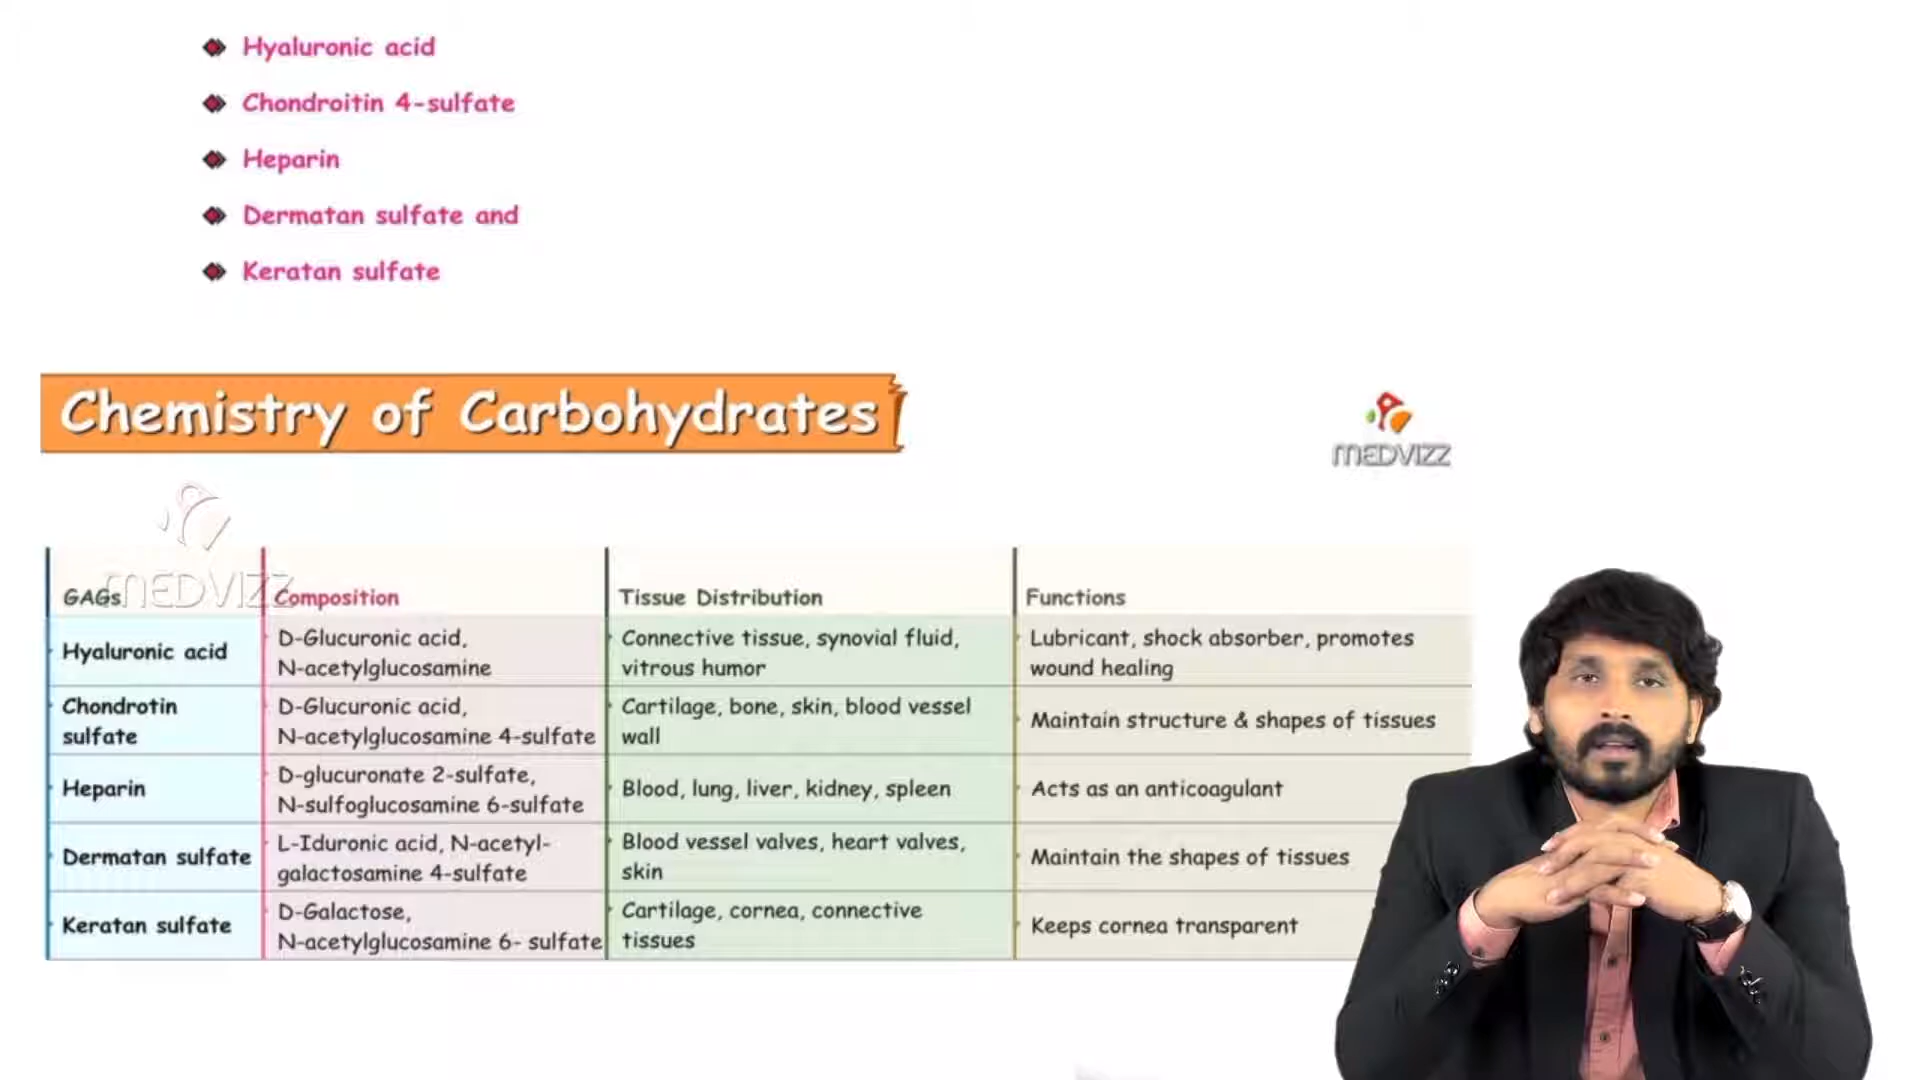 Hyaluronic acid
Chondroitin 4-sulfate
Heparin
Dermatan sulfate and
Keratan sulfate
Chemistry of Carbohydrates
MEDVIZZ
MEDVIZZ
GAGs
Composition
Tissue Distribution
Functions
Hyaluronic acid
D-Glucuronic acid,
N-acetylglucosamine
Connective tissue, synovial fluid,
vitrous humor
Lubricant, shock absorber, promotes
wound healing
Chondrotin
sulfate
D-Glucuronic acid,
N-acetylglucosamine 4-sulfate
Cartilage, bone, skin, blood vessel
wall
Maintain structure & shapes of tissues
Heparin
D-glucuronate 2-sulfate,
N-sulfoglucosamine 6-sulfate
Blood, lung, liver, kidney, spleen
Acts as an anticoagulant
Dermatan sulfate
L-Iduronic acid, N-acetyl-
galactosamine 4-sulfate
Blood vessel valves, heart valves,
skin
Maintain the shapes of tissues
Keratan sulfate
D-Galactose,
N-acetylglucosamine 6- sulfate
Cartilage, cornea, connective
tissues
Keeps cornea transparent